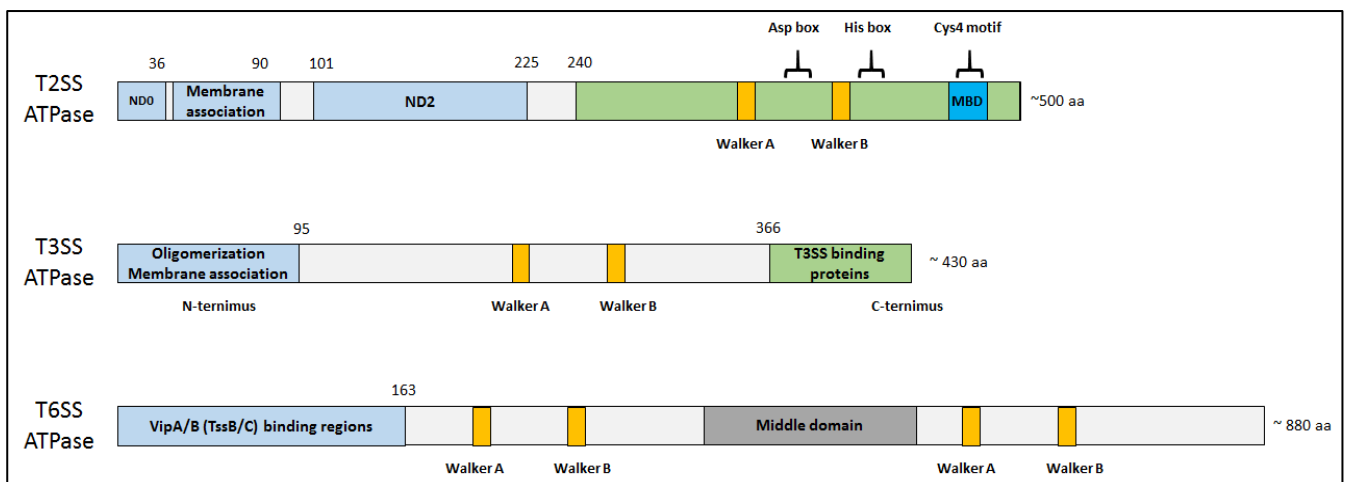 Asp box His box Cys4 motif
36 90 101 225 240
T2SS
ATPase
ND0
Membrane
association
ND2
MBD
~500 aa
Walker A Walker B
95 366
T3SS
ATPase
Oligomerization
Membrane association
T3SS binding
proteins
~ 430 aa
N-ternimus Walker A Walker B C-ternimus
163
T6SS
ATPase
VipA/B (TssB/C) binding regions
Middle domain
~ 880 aa
Walker A Walker B Walker A Walker B